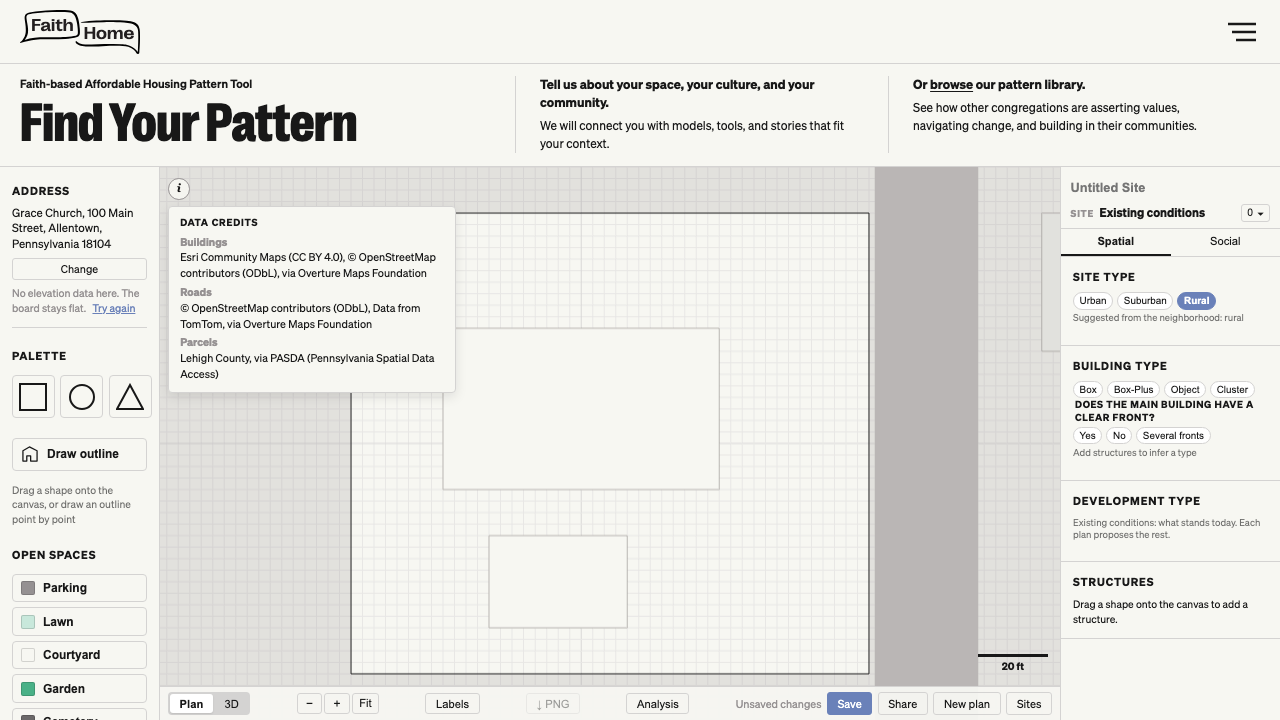 Faith
Home
Faith-based Affordable Housing Pattern Tool
Find Your Pattern
Tell us about your space, your culture, and your
community.
We will connect you with models, tools, and stories that fit
your context.
Or browse our pattern library.
See how other congregations are asserting values,
navigating change, and building in their communities.
ADDRESS
Grace Church, 100 Main
Street, Allentown,
Pennsylvania 18104
Change
No elevation data here. The
board stays flat. Try again
PALETTE
Draw outline
Drag a shape onto the
canvas, or draw an outline
point by point
OPEN SPACES
Parking
Lawn
Courtyard
Garden
i
DATA CREDITS
Buildings
Esri Community Maps (CC BY 4.0), © OpenStreetMap
contributors (ODbL), via Overture Maps Foundation
Roads
© OpenStreetMap contributors (ODbL), Data from
TomTom, via Overture Maps Foundation
Parcels
Lehigh County, via PASDA (Pennsylvania Spatial Data
Access)
20 ft
Plan 3D − + Fit Labels ↓ PNG Analysis Unsaved changes Save Share New plan Sites
Untitled Site
SITE Existing conditions 0
Spatial Social
SITE TYPE
Urban Suburban Rural
Suggested from the neighborhood: rural
BUILDING TYPE
Box Box-Plus Object Cluster
DOES THE MAIN BUILDING HAVE A
CLEAR FRONT?
Yes No Several fronts
Add structures to infer a type
DEVELOPMENT TYPE
Existing conditions: what stands today. Each
plan proposes the rest.
STRUCTURES
Drag a shape onto the canvas to add a
structure.